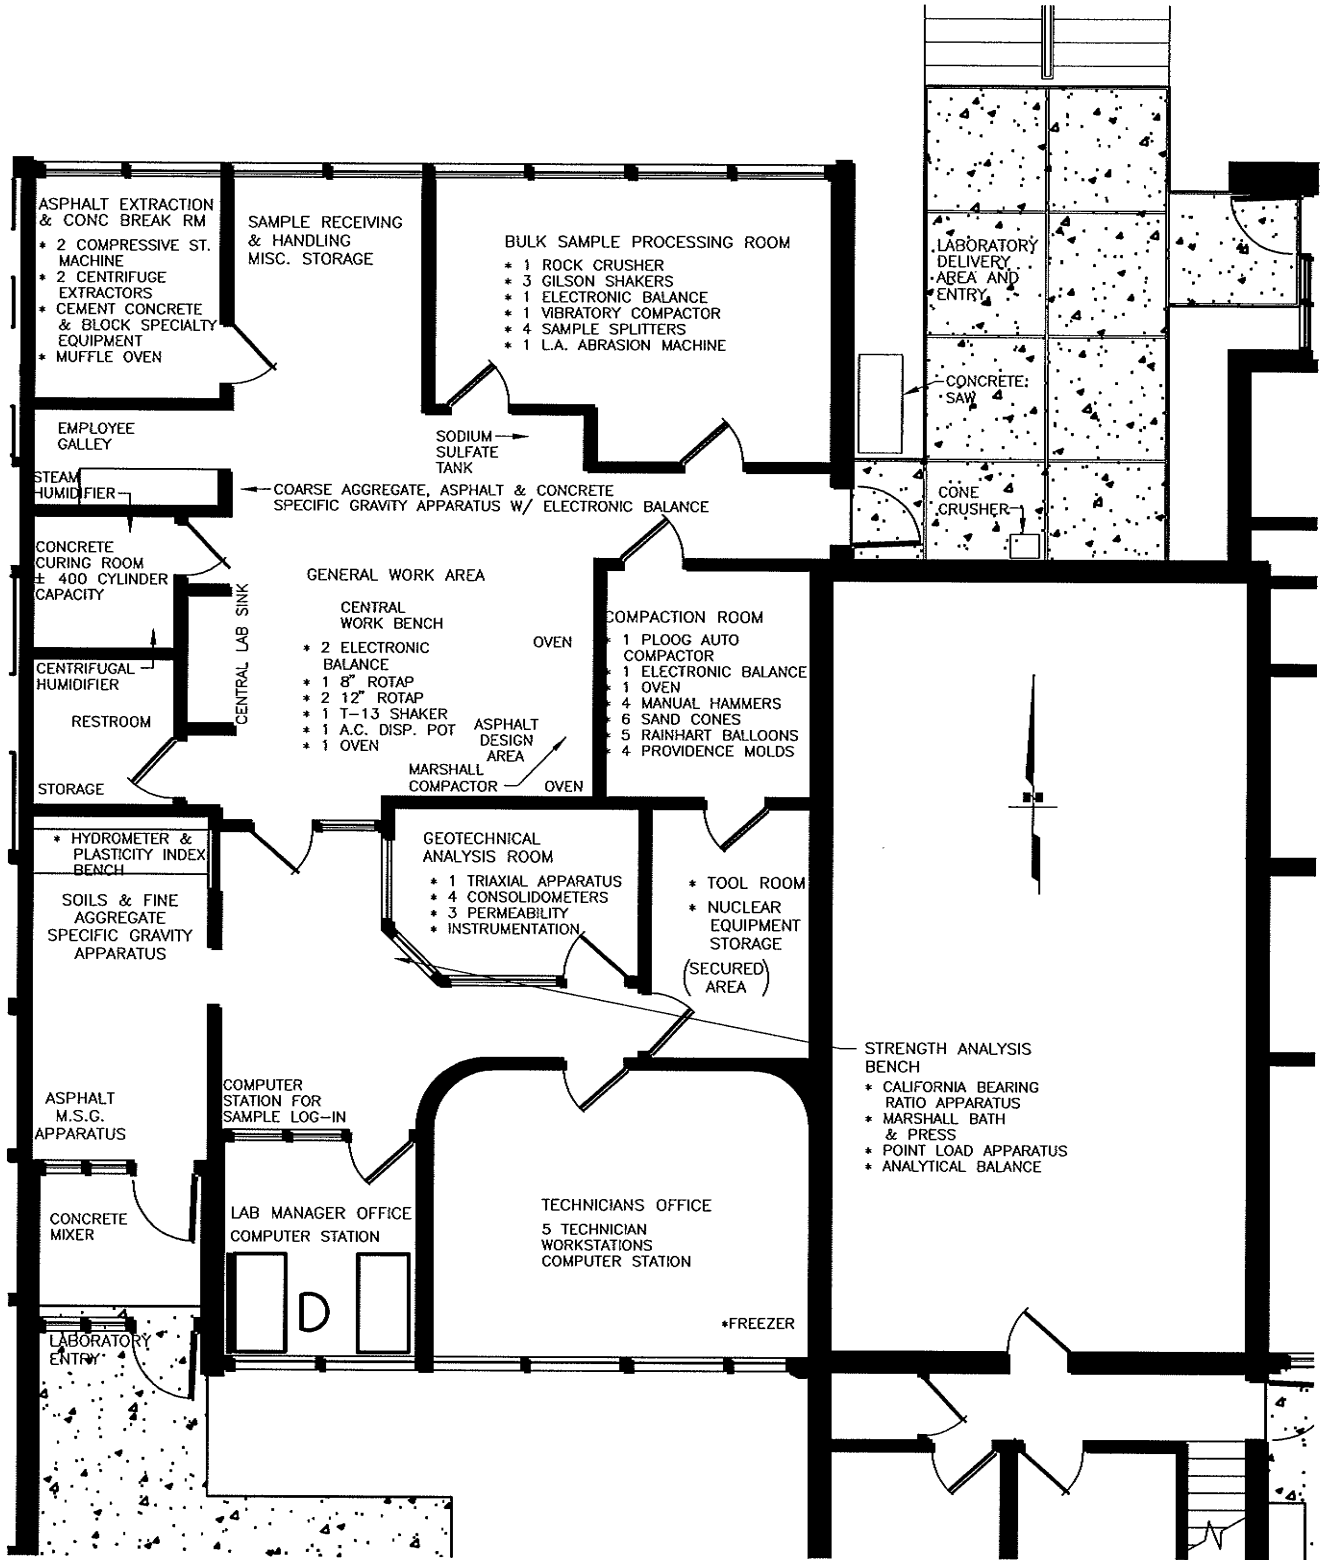 ASPHALT EXTRACTION
& CONC BREAK RM
* 2 COMPRESSIVE ST.
MACHINE
* 2 CENTRIFUGE
EXTRACTORS
* CEMENT CONCRETE
& BLOCK SPECIALTY
EQUIPMENT
* MUFFLE OVEN
SAMPLE RECEIVING
& HANDLING
MISC. STORAGE
BULK SAMPLE PROCESSING ROOM
* 1 ROCK CRUSHER
* 3 GILSON SHAKERS
* 1 ELECTRONIC BALANCE
* 1 VIBRATORY COMPACTOR
* 4 SAMPLE SPLITTERS
* 1 L.A. ABRASION MACHINE
LABORATORY
DELIVERY
AREA AND
ENTRY
CONCRETE
SAW
CONE
CRUSHER
EMPLOYEE
GALLEY
STEAM
HUMIDIFIER
SODIUM
SULFATE
TANK
COARSE AGGREGATE, ASPHALT & CONCRETE
SPECIFIC GRAVITY APPARATUS W/ ELECTRONIC BALANCE
CONCRETE
CURING ROOM
± 400 CYLINDER
CAPACITY
CENTRIFUGAL
HUMIDIFIER
RESTROOM
STORAGE
CENTRAL LAB SINK
GENERAL WORK AREA
CENTRAL
WORK BENCH
* 2 ELECTRONIC
BALANCE
* 1 8" ROTAP
* 2 12" ROTAP
* 1 T-13 SHAKER
* 1 A.C. DISP. POT
* 1 OVEN
OVEN
ASPHALT
DESIGN
AREA
MARSHALL
COMPACTOR
OVEN
COMPACTION ROOM
* 1 PLOOG AUTO
COMPACTOR
* 1 ELECTRONIC BALANCE
* 1 OVEN
* 4 MANUAL HAMMERS
* 6 SAND CONES
* 5 RAINHART BALLOONS
* 4 PROVIDENCE MOLDS
* HYDROMETER &
PLASTICITY INDEX
BENCH
SOILS & FINE
AGGREGATE
SPECIFIC GRAVITY
APPARATUS
GEOTECHNICAL
ANALYSIS ROOM
* 1 TRIAXIAL APPARATUS
* 4 CONSOLIDOMETERS
* 3 PERMEABILITY
* INSTRUMENTATION
* TOOL ROOM
* NUCLEAR
EQUIPMENT
STORAGE
(SECURED
AREA)
STRENGTH ANALYSIS
BENCH
* CALIFORNIA BEARING
RATIO APPARATUS
* MARSHALL BATH
& PRESS
* POINT LOAD APPARATUS
* ANALYTICAL BALANCE
ASPHALT
M.S.G.
APPARATUS
COMPUTER
STATION FOR
SAMPLE LOG-IN
CONCRETE
MIXER
LAB MANAGER OFFICE
COMPUTER STATION
TECHNICIANS OFFICE
5 TECHNICIAN
WORKSTATIONS
COMPUTER STATION
*FREEZER
LABORATORY
ENTRY
N